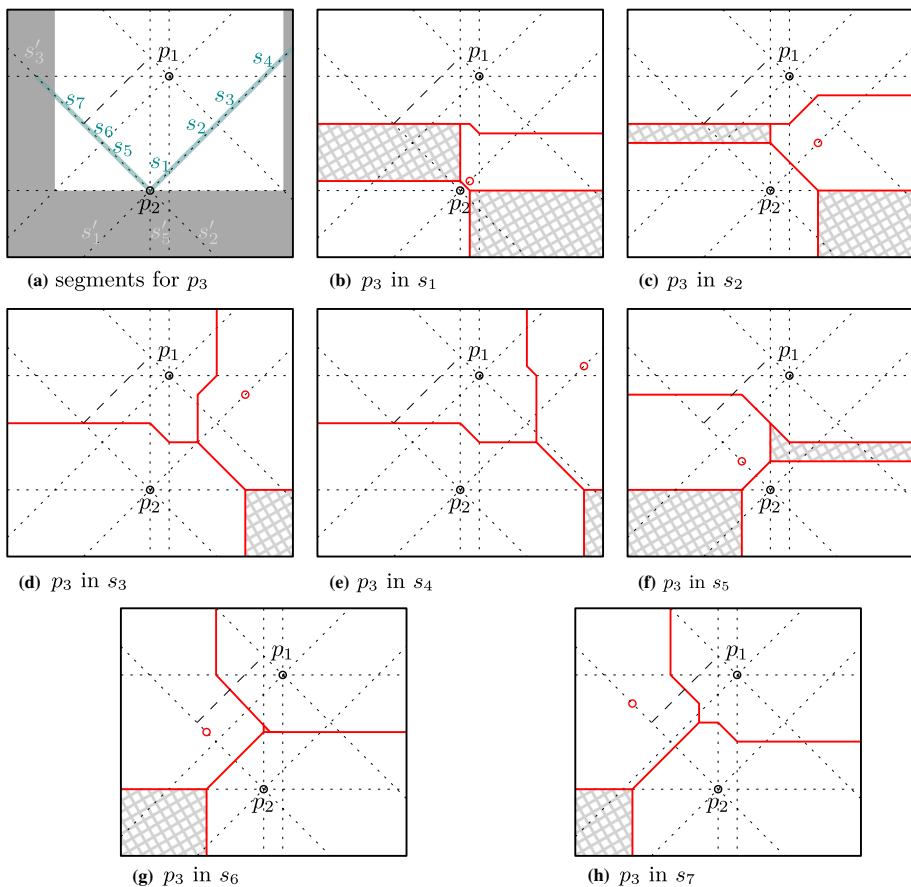 s′3 p1 s4
s7 s3
s6 s2
s5 s1
p2
s′1 s′5 s′2
(a) segments for p3
p1
p2
(b) p3 in s1
p1
p2
(c) p3 in s2
p1
p2
(d) p3 in s3
p1
p2
(e) p3 in s4
p1
p2
(f) p3 in s5
p1
p2
(g) p3 in s6
p1
p2
(h) p3 in s7